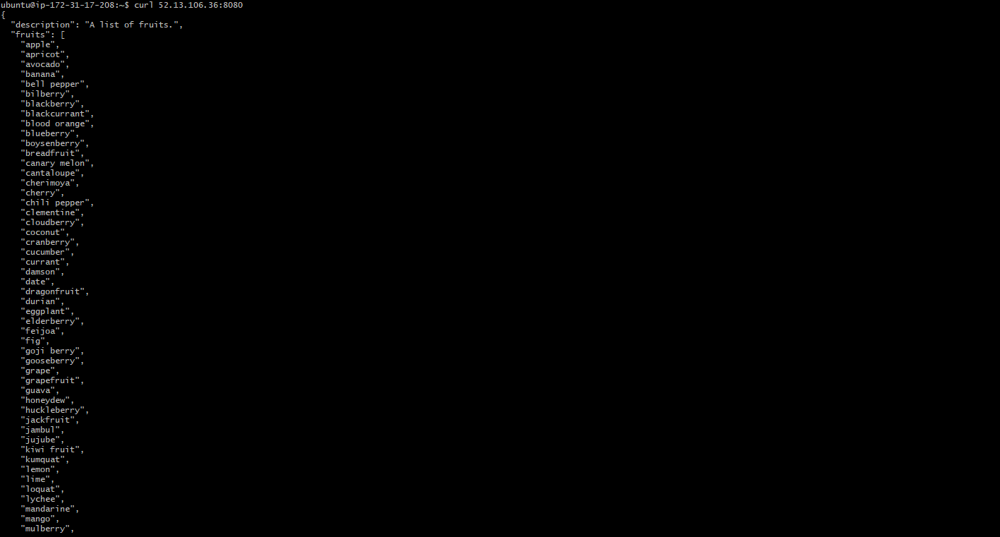 ubuntu@ip-172-31-17-208:~$ curl 52.13.106.36:8080
{
  "description": "A list of fruits.",
  "fruits": [
    "apple",
    "apricot",
    "avocado",
    "banana",
    "bell pepper",
    "bilberry",
    "blackberry",
    "blackcurrant",
    "blood orange",
    "blueberry",
    "boysenberry",
    "breadfruit",
    "canary melon",
    "cantaloupe",
    "cherimoya",
    "cherry",
    "chili pepper",
    "clementine",
    "cloudberry",
    "coconut",
    "cranberry",
    "cucumber",
    "currant",
    "damson",
    "date",
    "dragonfruit",
    "durian",
    "eggplant",
    "elderberry",
    "feijoa",
    "fig",
    "goji berry",
    "gooseberry",
    "grape",
    "grapefruit",
    "guava",
    "honeydew",
    "huckleberry",
    "jackfruit",
    "jambul",
    "jujube",
    "kiwi fruit",
    "kumquat",
    "lemon",
    "lime",
    "loquat",
    "lychee",
    "mandarine",
    "mango",
    "mulberry",